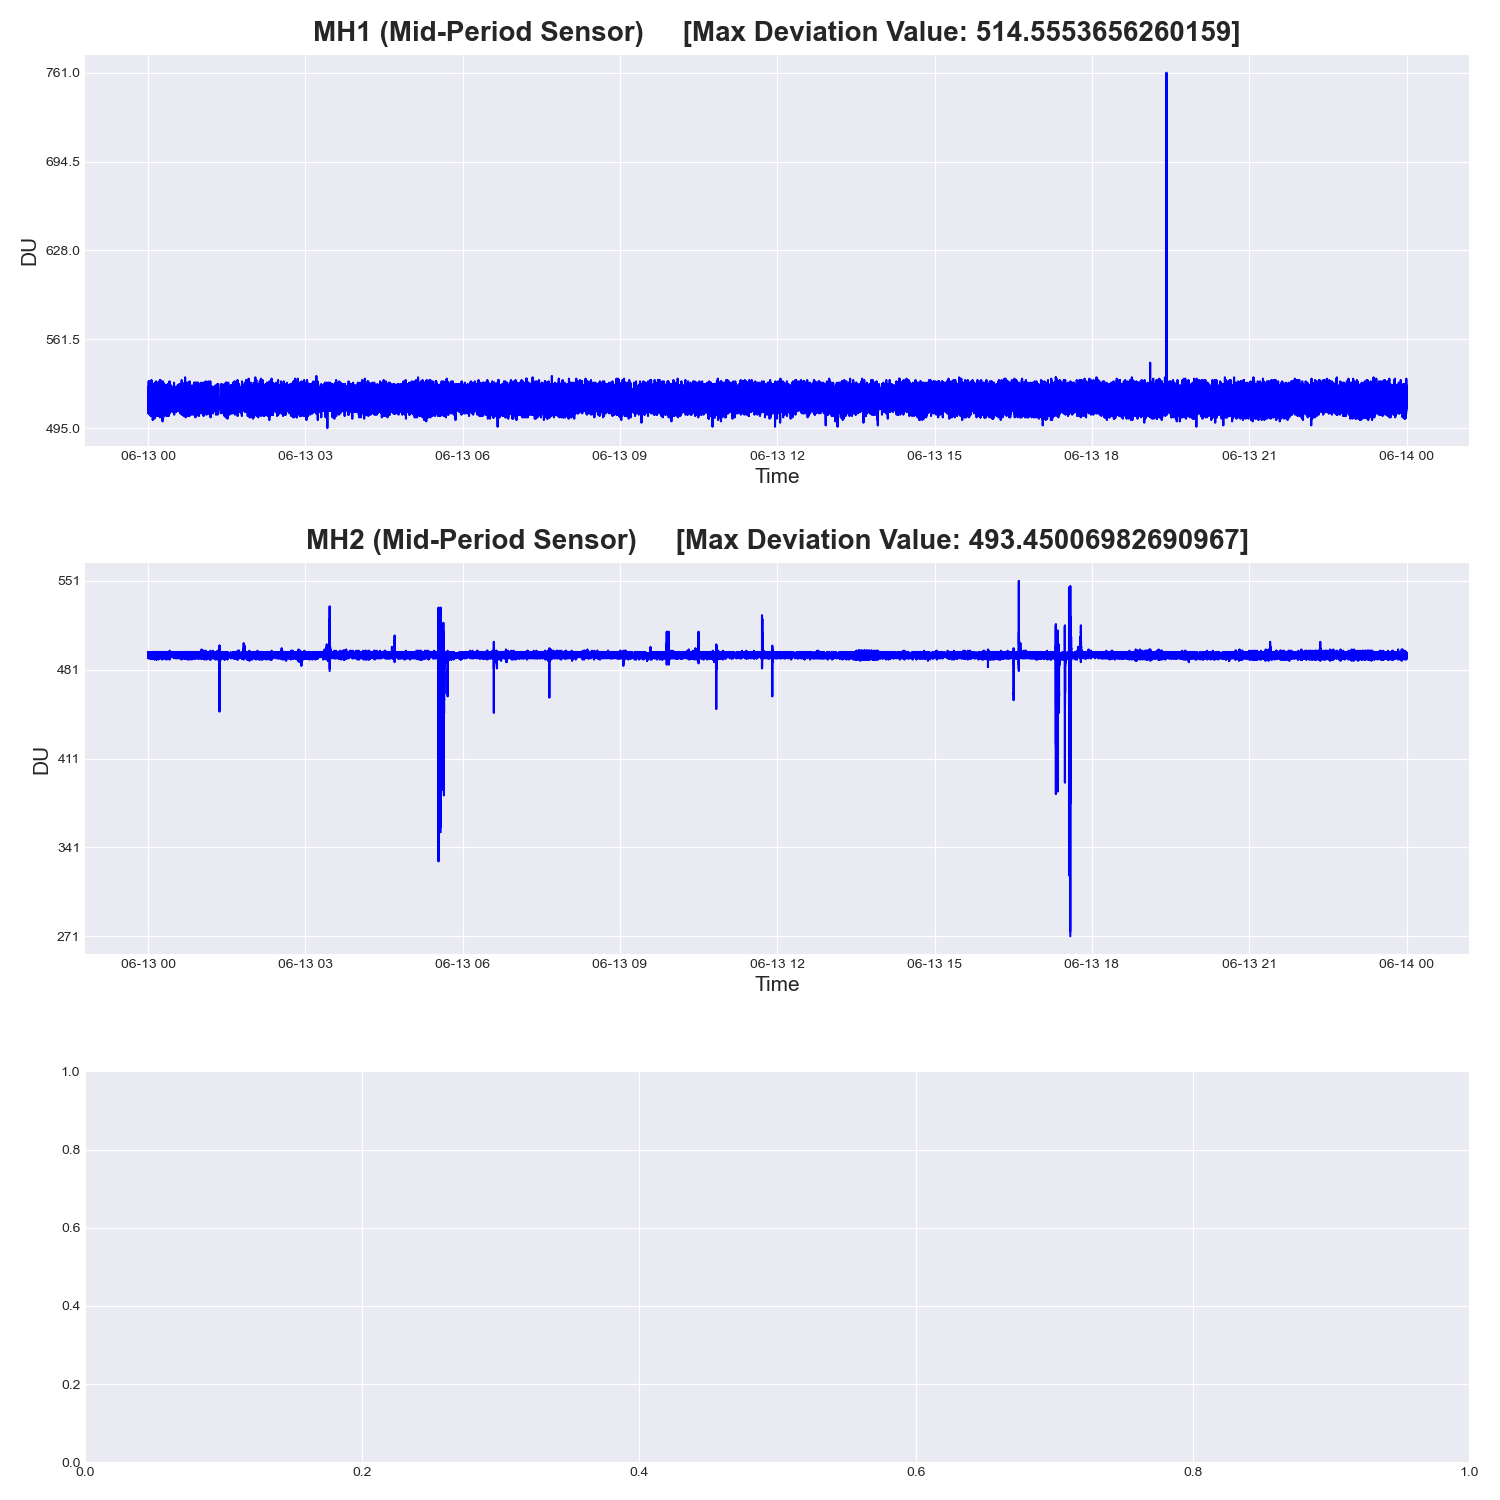 MH1 (Mid-Period Sensor) [Max Deviation Value: 514.5553656260159]
761.0
694.5
628.0
561.5
495.0
DU
06-13 00 06-13 03 06-13 06 06-13 09 06-13 12 06-13 15 06-13 18 06-13 21 06-14 00
Time
MH2 (Mid-Period Sensor) [Max Deviation Value: 493.45006982690967]
551
481
411
341
271
DU
06-13 00 06-13 03 06-13 06 06-13 09 06-13 12 06-13 15 06-13 18 06-13 21 06-14 00
Time
1.0
0.8
0.6
0.4
0.2
0.0
0.0 0.2 0.4 0.6 0.8 1.0